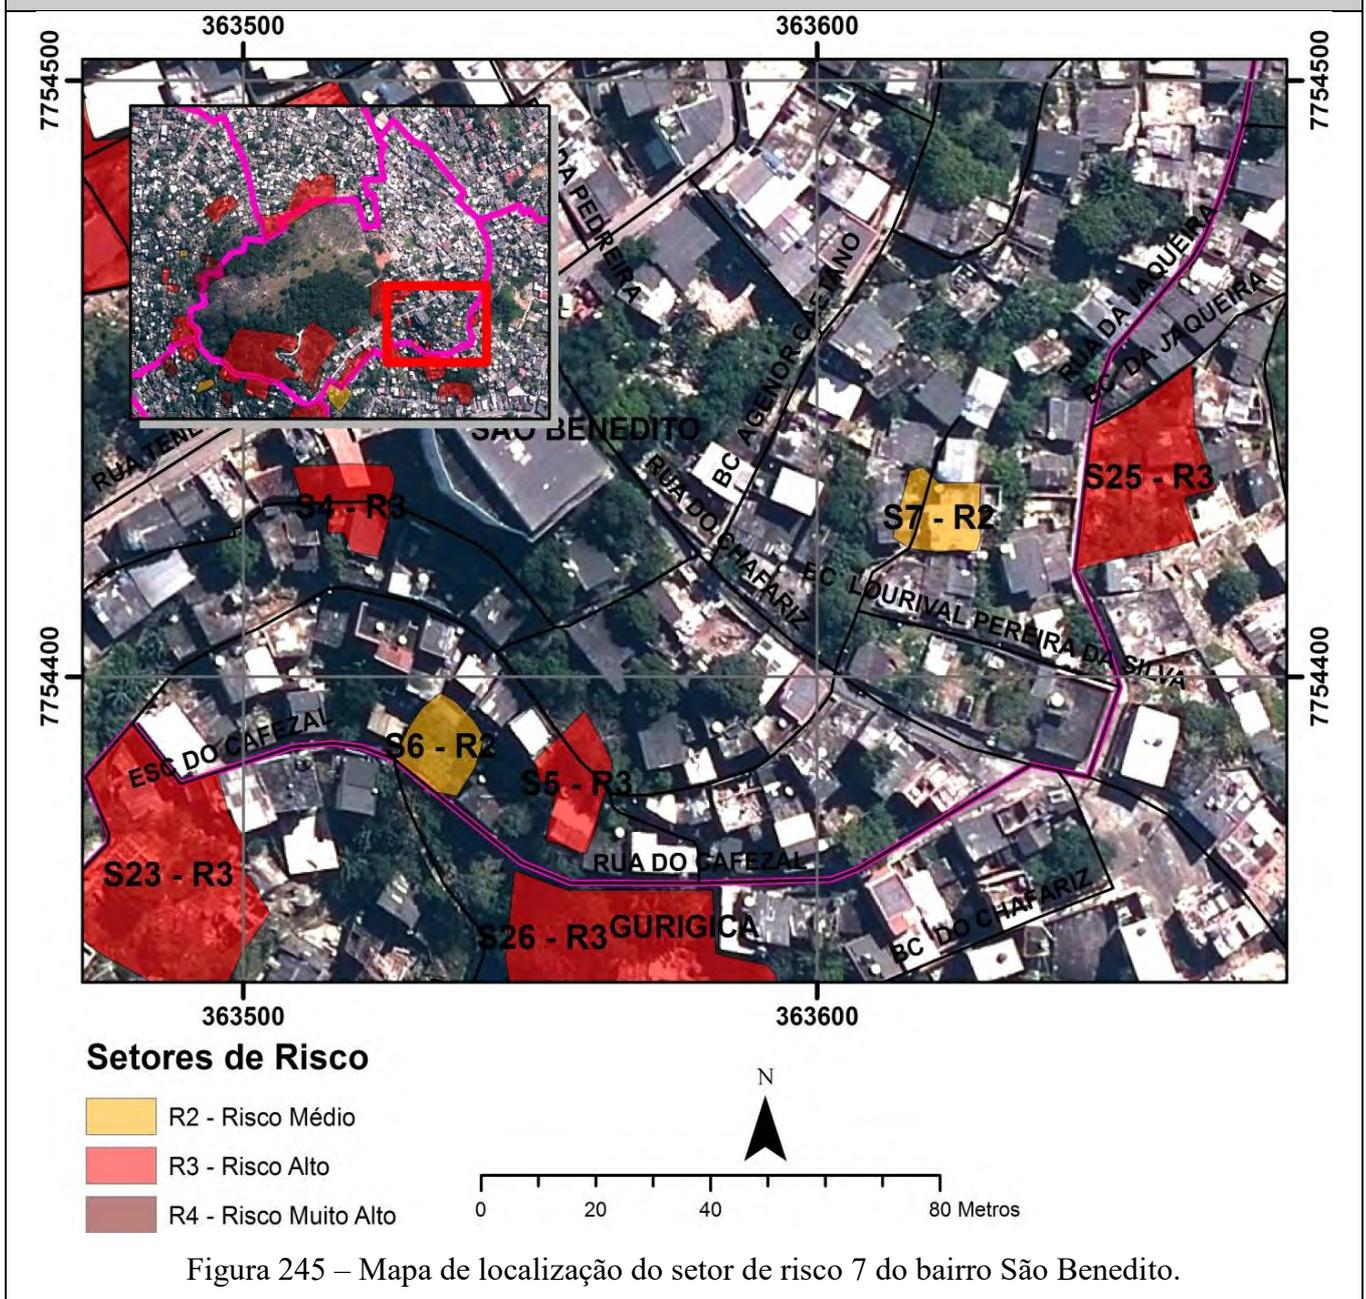 363500
363600
7754500
7754500
DA PEDREIRA
BC AGENOR CAETANO
RUA DA JAQUEIRA
BC DA JAQUEIRA
RUA TENE
SAO BENEDITO
RUA DO CHAFARIZ
S4 - R3
S7 - R2
S25 - R3
BC LOURIVAL PEREIRA DA SILVA
7754400
7754400
ESC DO CAFEZAL
S6 - R2
S5 - R3
RUA DO CAFEZAL
S23 - R3
S26 - R3
GURIGICA
BC DO CHAFARIZ
363500
363600
Setores de Risco
R2 - Risco Médio
R3 - Risco Alto
R4 - Risco Muito Alto
N
0 20 40 80 Metros
Figura 245 – Mapa de localização do setor de risco 7 do bairro São Benedito.